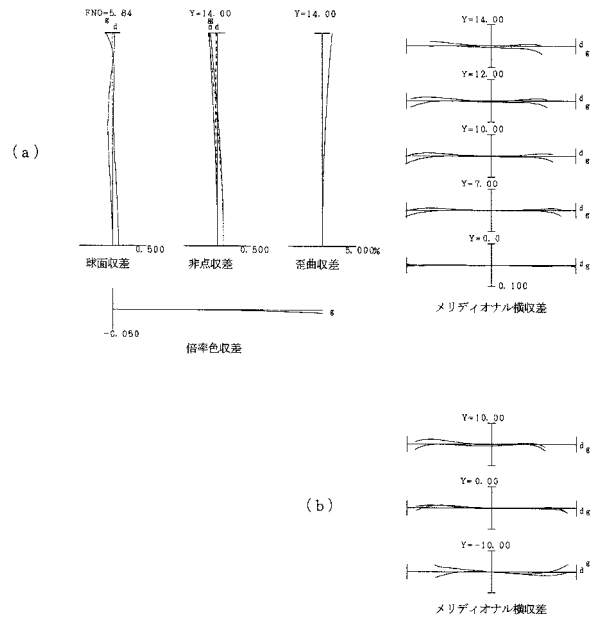 FNO=5.84
g
d
Y=14.00
g
d
Y=14.00
(a)
0.500
球面収差
0.500
非点収差
5.000%
歪曲収差
g
-0.050
倍率色収差
Y=14.00
d
g
Y=12.00
d
g
Y=10.00
d
g
Y=7.00
d
g
Y=0.0
d
g
0.100
メリディオナル横収差
(b)
Y=10.00
d
g
Y=0.00
d
g
Y=-10.00
g
d
メリディオナル横収差